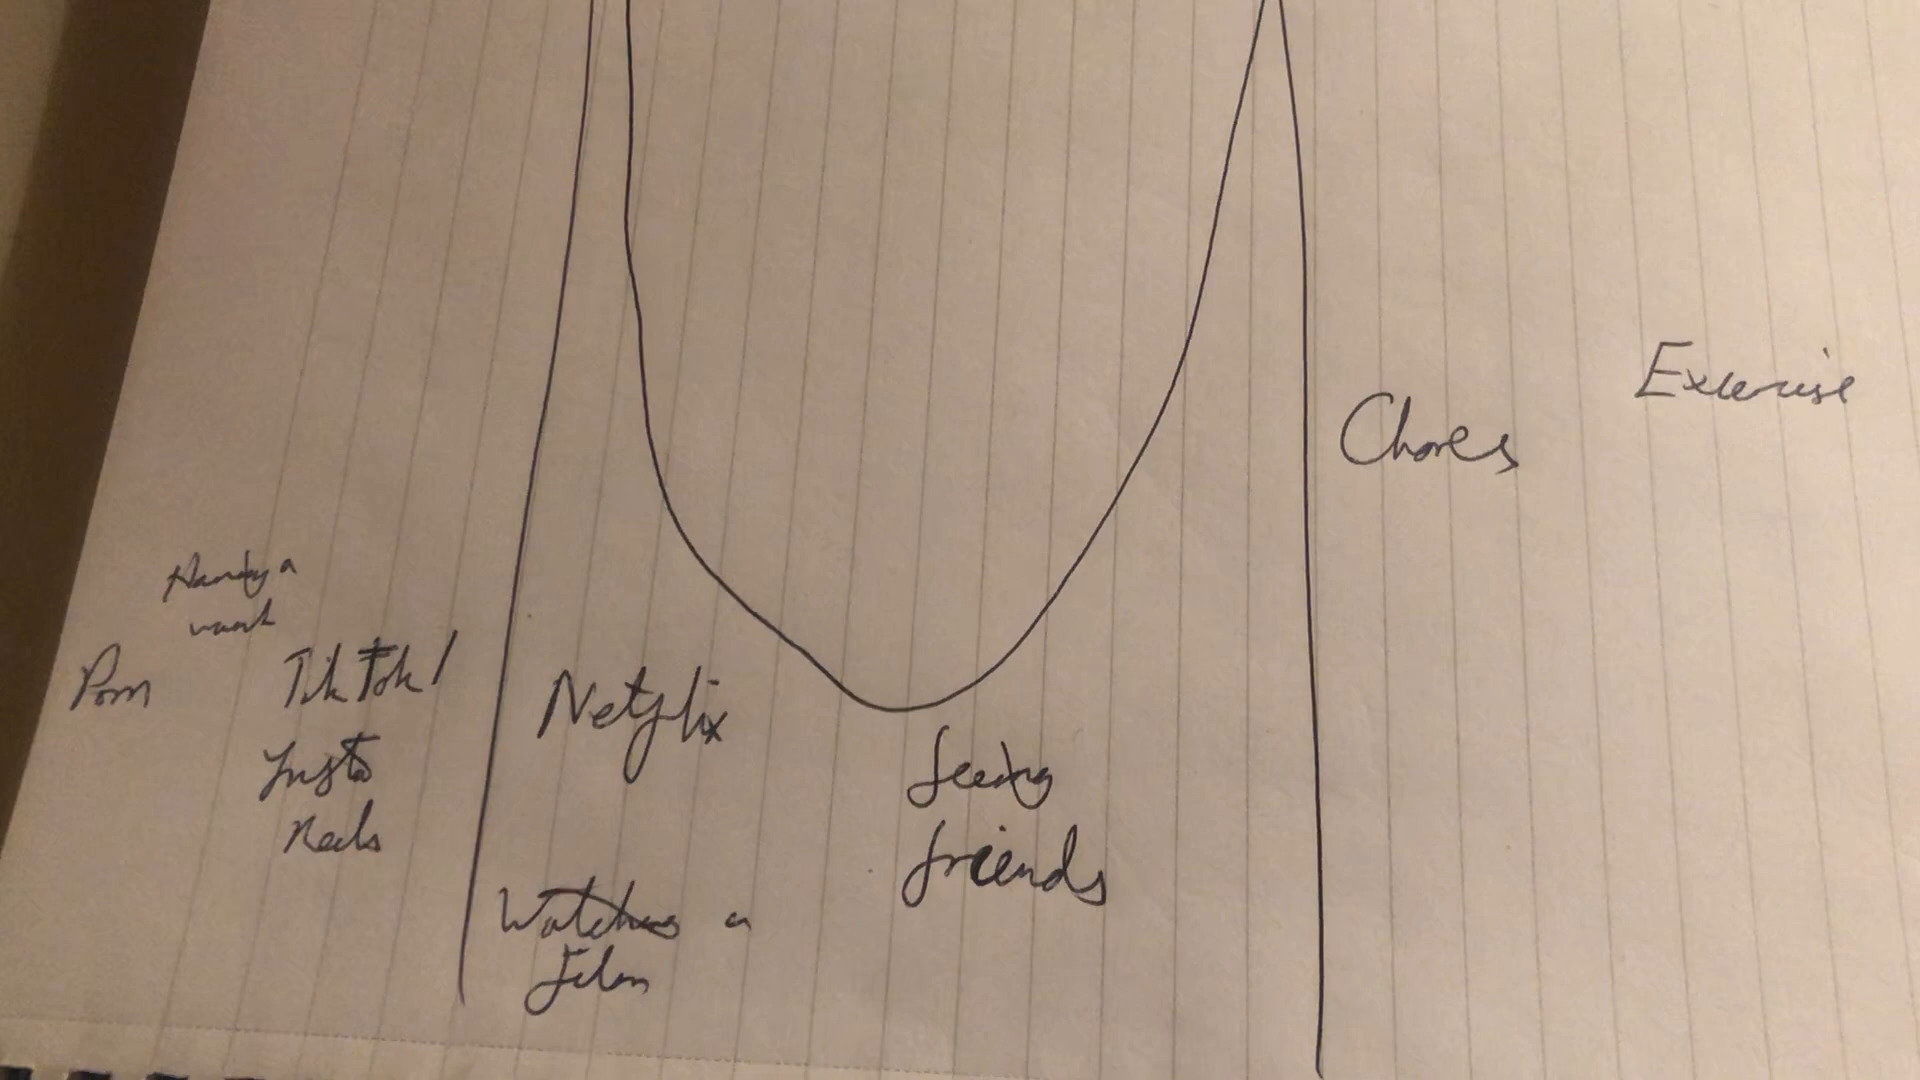 Exercise
Chores
Having a
wank
Porn
TikTok/
Insta
Reels
Netflix
Seeing
friends
Watching a
Film